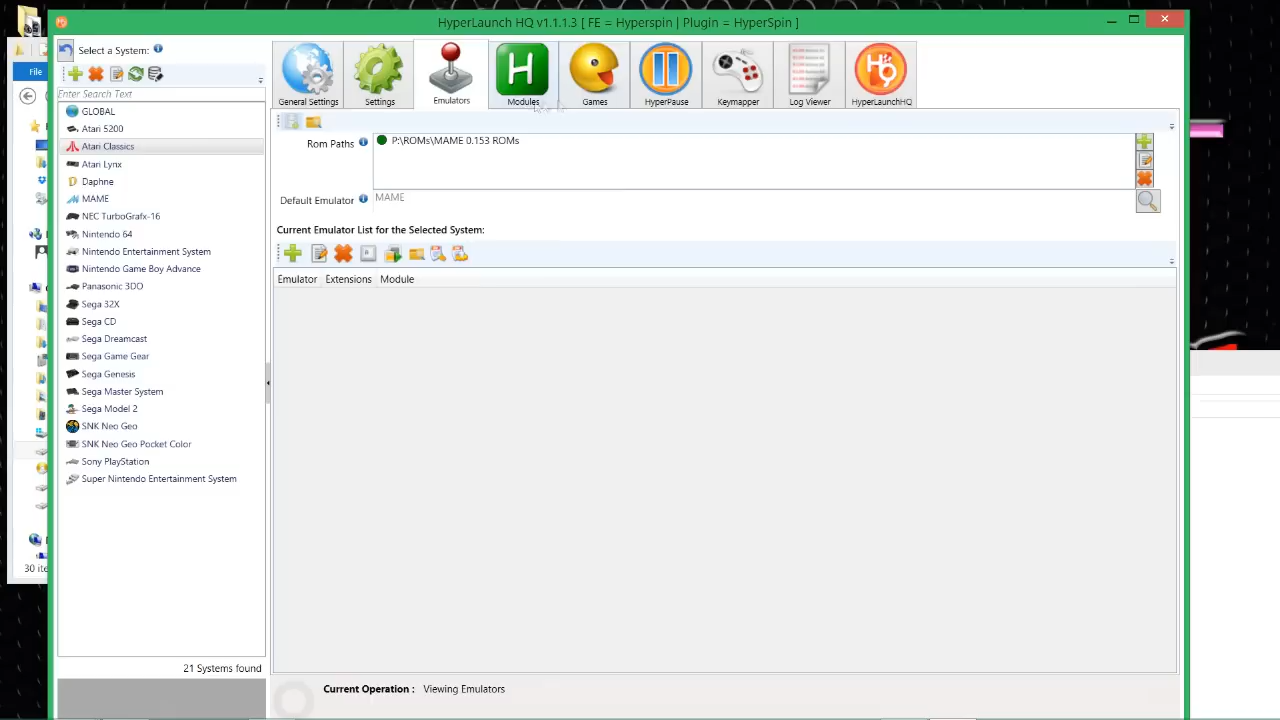 HyperLaunch HQ v1.1.1.3 [ FE = Hyperspin | Plugin = HyperSpin ]
Select a System:
File
General Settings
Settings
Emulators
Modules
Games
HyperPause
Keymapper
Log Viewer
HyperLaunchHQ
Enter Search Text
GLOBAL
Atari 5200
Atari Classics
Atari Lynx
Daphne
MAME
NEC TurboGrafx-16
Nintendo 64
Nintendo Entertainment System
Nintendo Game Boy Advance
Panasonic 3DO
Sega 32X
Sega CD
Sega Dreamcast
Sega Game Gear
Sega Genesis
Sega Master System
Sega Model 2
SNK Neo Geo
SNK Neo Geo Pocket Color
Sony PlayStation
Super Nintendo Entertainment System
21 Systems found
Rom Paths
P:\ROMs\MAME 0.153 ROMs
Default Emulator
MAME
Current Emulator List for the Selected System:
Emulator Extensions Module
30 ite
Current Operation : Viewing Emulators